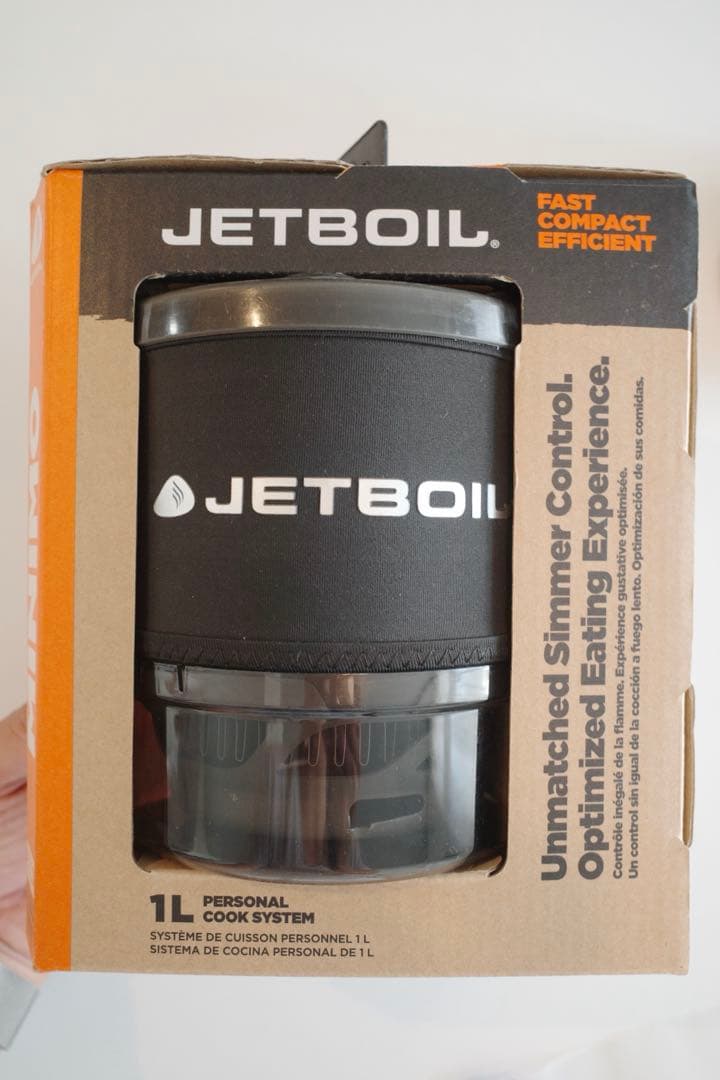 JETBOIL®
FAST
COMPACT
EFFICIENT
MINIMO
JETBOIL
Unmatched Simmer Control.
Optimized Eating Experience.
Contrôle inégalé de la flamme. Expérience gustative optimisée.
Un control sin igual de la cocción a fuego lento. Optimización de sus comidas.
1L PERSONAL
COOK SYSTEM
SYSTÈME DE CUISSON PERSONNEL 1 L
SISTEMA DE COCINA PERSONAL DE 1 L